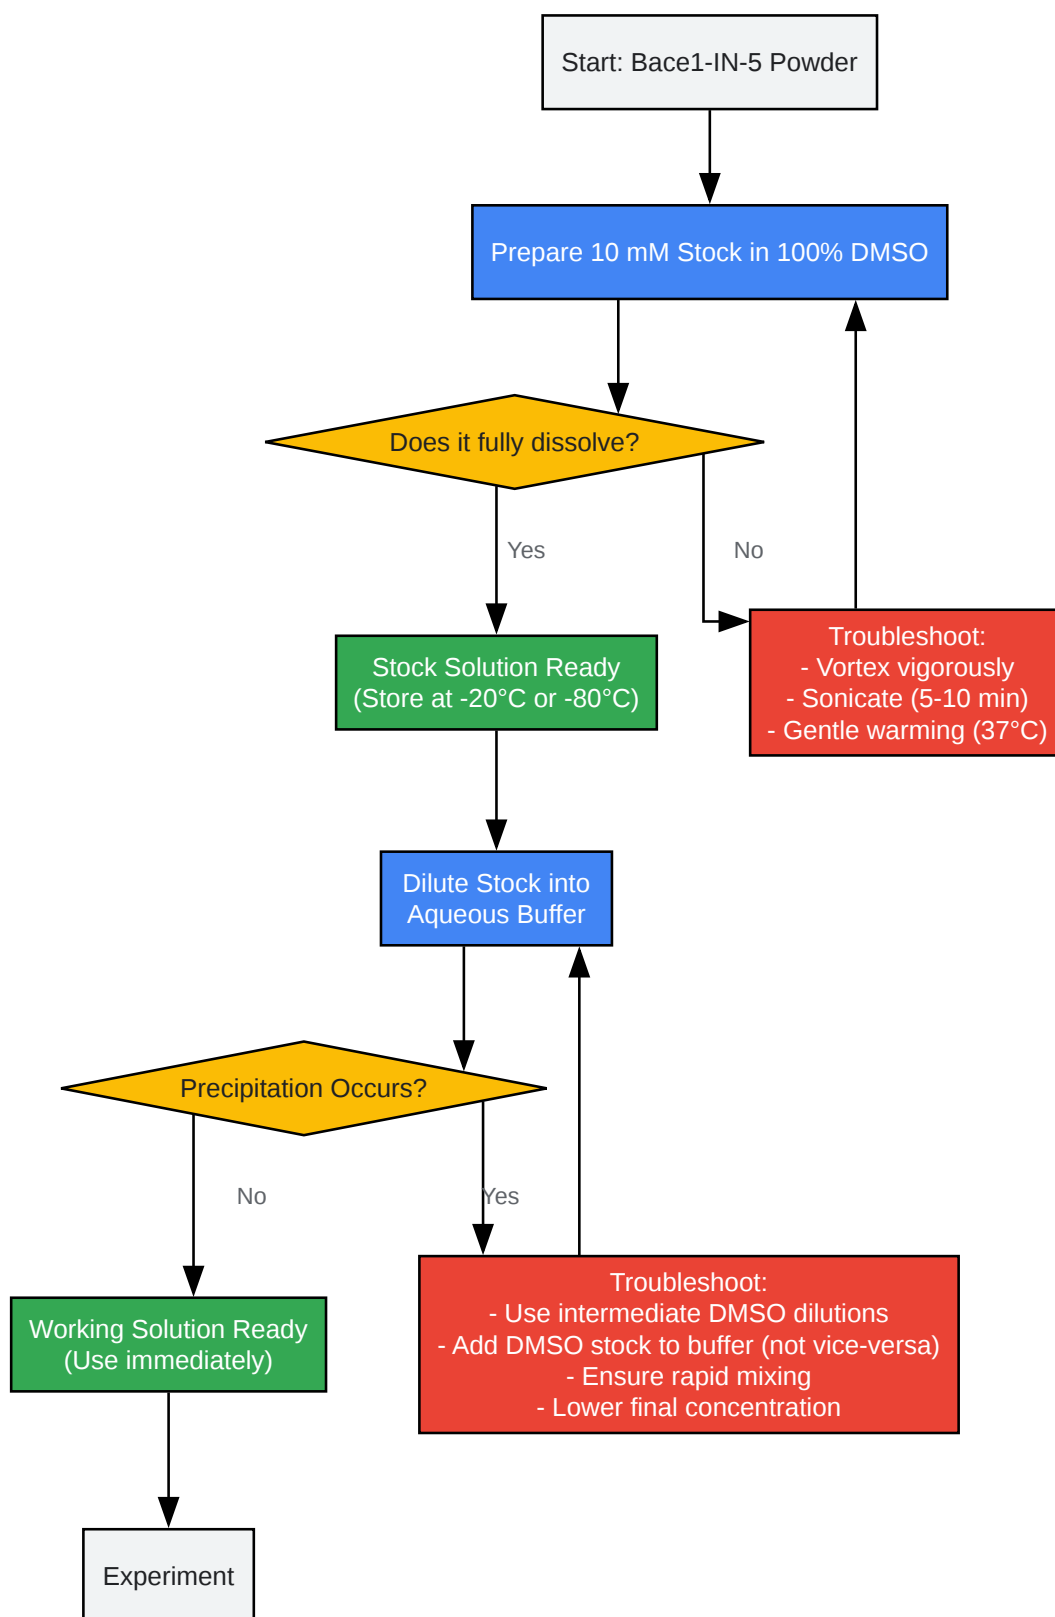 Start: Bace1-IN-5 Powder
Prepare 10 mM Stock in 100% DMSO
Does it fully dissolve?
Yes
No
Troubleshoot:
- Vortex vigorously
- Sonicate (5-10 min)
- Gentle warming (37°C)
Stock Solution Ready
(Store at -20°C or -80°C)
Dilute Stock into
Aqueous Buffer
Precipitation Occurs?
No
Yes
Troubleshoot:
- Use intermediate DMSO dilutions
- Add DMSO stock to buffer (not vice-versa)
- Ensure rapid mixing
- Lower final concentration
Working Solution Ready
(Use immediately)
Experiment